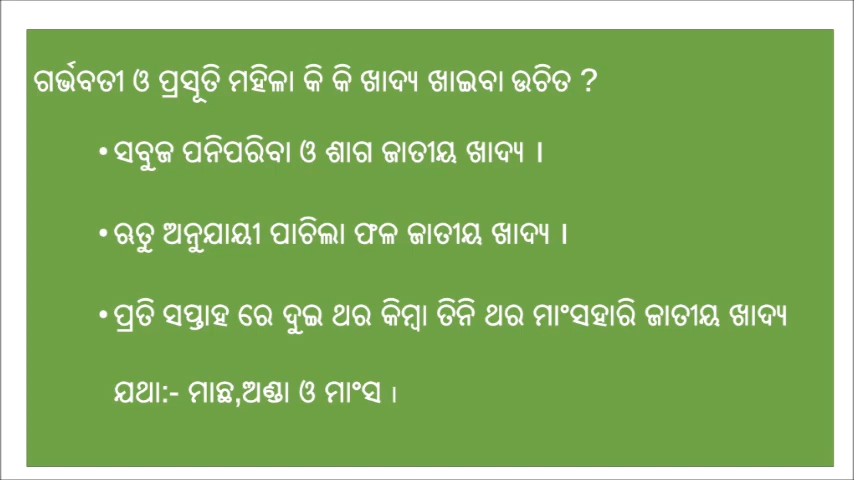 ଗର୍ଭବତୀ ଓ ପ୍ରସୂତି ମହିଳା କି କି ଖାଦ୍ୟ ଖାଇବା ଉଚିତ ?
• ସବୁଜ ପନିପରିବା ଓ ଶାଗ ଜାତୀୟ ଖାଦ୍ୟ ।
• ଋତୁ ଅନୁଯାୟୀ ପାଚିଲା ଫଳ ଜାତୀୟ ଖାଦ୍ୟ ।
• ପ୍ରତି ସପ୍ତାହ ରେ ଦୁଇ ଥର କିମ୍ବା ତିନି ଥର ମାଂସହାରି ଜାତୀୟ ଖାଦ୍ୟ
ଯଥା:- ମାଛ,ଅଣ୍ଡା ଓ ମାଂସ ।